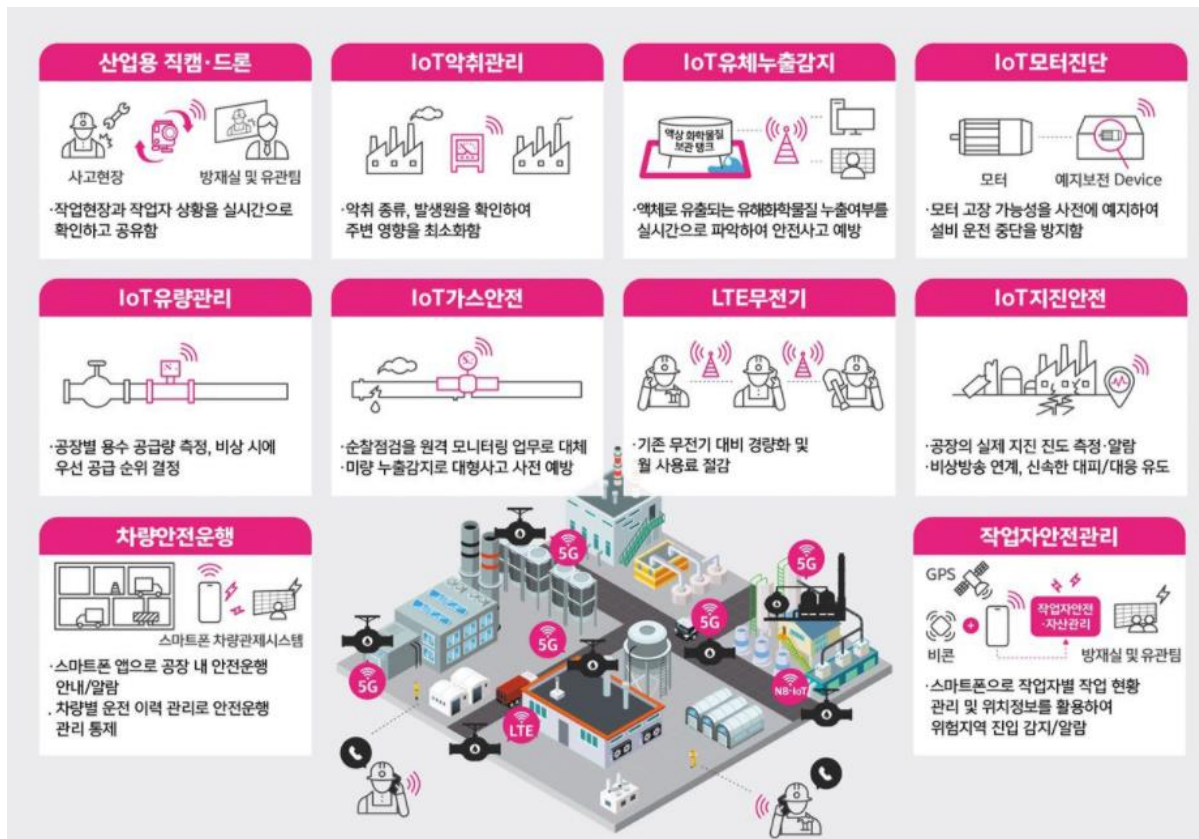 산업용 직캠·드론
사고현장
방재실 및 유관팀
·작업현장과 작업자 상황을 실시간으로
확인하고 공유함
IoT악취관리
·악취 종류, 발생원을 확인하여
주변 영향을 최소화함
IoT유체누출감지
액상 화학물질
보관 탱크
·액체로 유출되는 유해화학물질 누출여부를
실시간으로 파악하여 안전사고 예방
IoT모터진단
모터
예지보전 Device
·모터 고장 가능성을 사전에 예지하여
설비 운전 중단을 방지함
IoT유량관리
·공장별 용수 공급량 측정, 비상 시에
우선 공급 순위 결정
IoT가스안전
·순찰점검을 원격 모니터링 업무로 대체
·미량 누출감지로 대형사고 사전 예방
LTE무전기
·기존 무전기 대비 경량화 및
월 사용료 절감
IoT지진안전
·공장의 실제 지진 진도 측정·알람
·비상방송 연계, 신속한 대피/대응 유도
차량안전운행
스마트폰 차량관제시스템
·스마트폰 앱으로 공장 내 안전운행
안내/알람
. 차량별 운전 이력 관리로 안전운행
관리 통제
5G
5G
5G
5G
5G
NB-IoT
LTE
작업자안전관리
GPS
비콘
작업자안전
·자산관리
방재실 및 유관팀
·스마트폰으로 작업자별 작업 현황
관리 및 위치정보를 활용하여
위험지역 진입 감지/알람